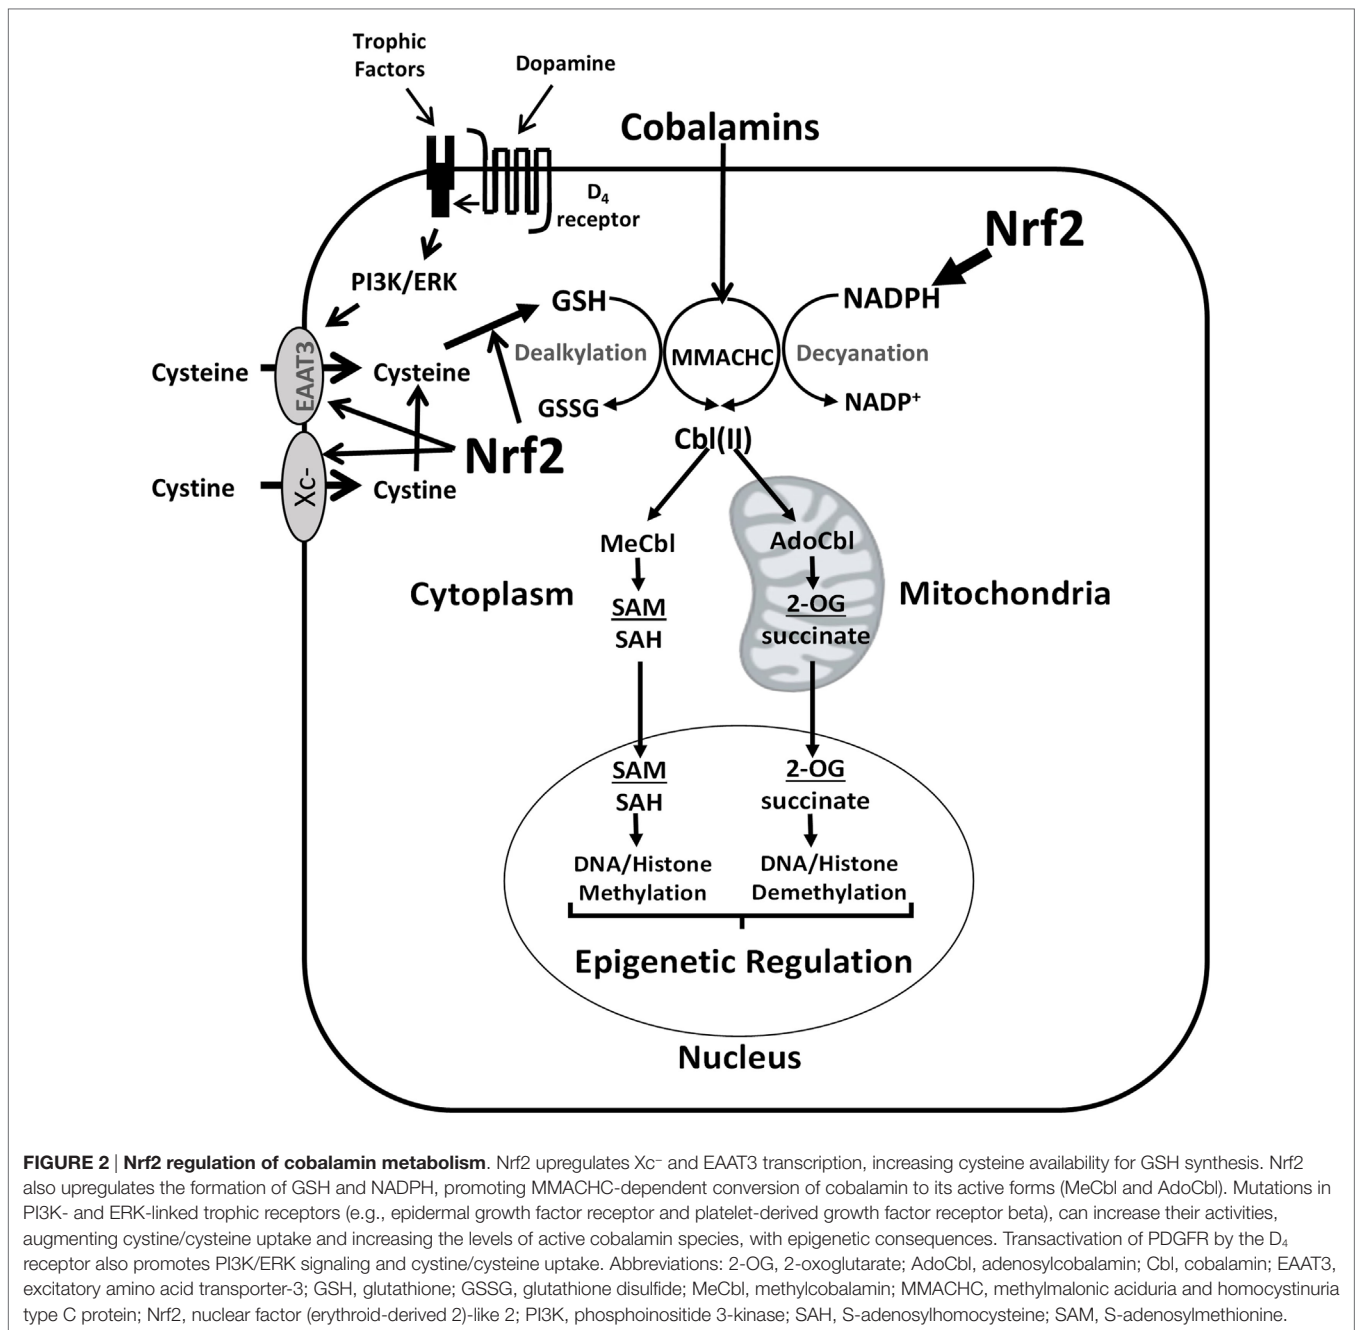 Trophic
Factors
Dopamine
Cobalamins
D₄
receptor
Nrf2
PI3K/ERK
GSH
NADPH
EAAT3
Dealkylation
MMACHC
Decyanation
Cysteine
Cysteine
GSSG
NADP⁺
Cbl(II)
Nrf2
Xc-
Cystine
Cystine
MeCbl
AdoCbl
Cytoplasm
SAM
SAH
2-OG
succinate
Mitochondria
SAM
SAH
2-OG
succinate
DNA/Histone
Methylation
DNA/Histone
Demethylation
Epigenetic Regulation
Nucleus
FIGURE 2 | Nrf2 regulation of cobalamin metabolism. Nrf2 upregulates Xc⁻ and EAAT3 transcription, increasing cysteine availability for GSH synthesis. Nrf2
also upregulates the formation of GSH and NADPH, promoting MMACHC-dependent conversion of cobalamin to its active forms (MeCbl and AdoCbl). Mutations in
PI3K- and ERK-linked trophic receptors (e.g., epidermal growth factor receptor and platelet-derived growth factor receptor beta), can increase their activities,
augmenting cystine/cysteine uptake and increasing the levels of active cobalamin species, with epigenetic consequences. Transactivation of PDGFR by the D₄
receptor also promotes PI3K/ERK signaling and cystine/cysteine uptake. Abbreviations: 2-OG, 2-oxoglutarate; AdoCbl, adenosylcobalamin; Cbl, cobalamin; EAAT3,
excitatory amino acid transporter-3; GSH, glutathione; GSSG, glutathione disulfide; MeCbl, methylcobalamin; MMACHC, methylmalonic aciduria and homocystinuria
type C protein; Nrf2, nuclear factor (erythroid-derived 2)-like 2; PI3K, phosphoinositide 3-kinase; SAH, S-adenosylhomocysteine; SAM, S-adenosylmethionine.